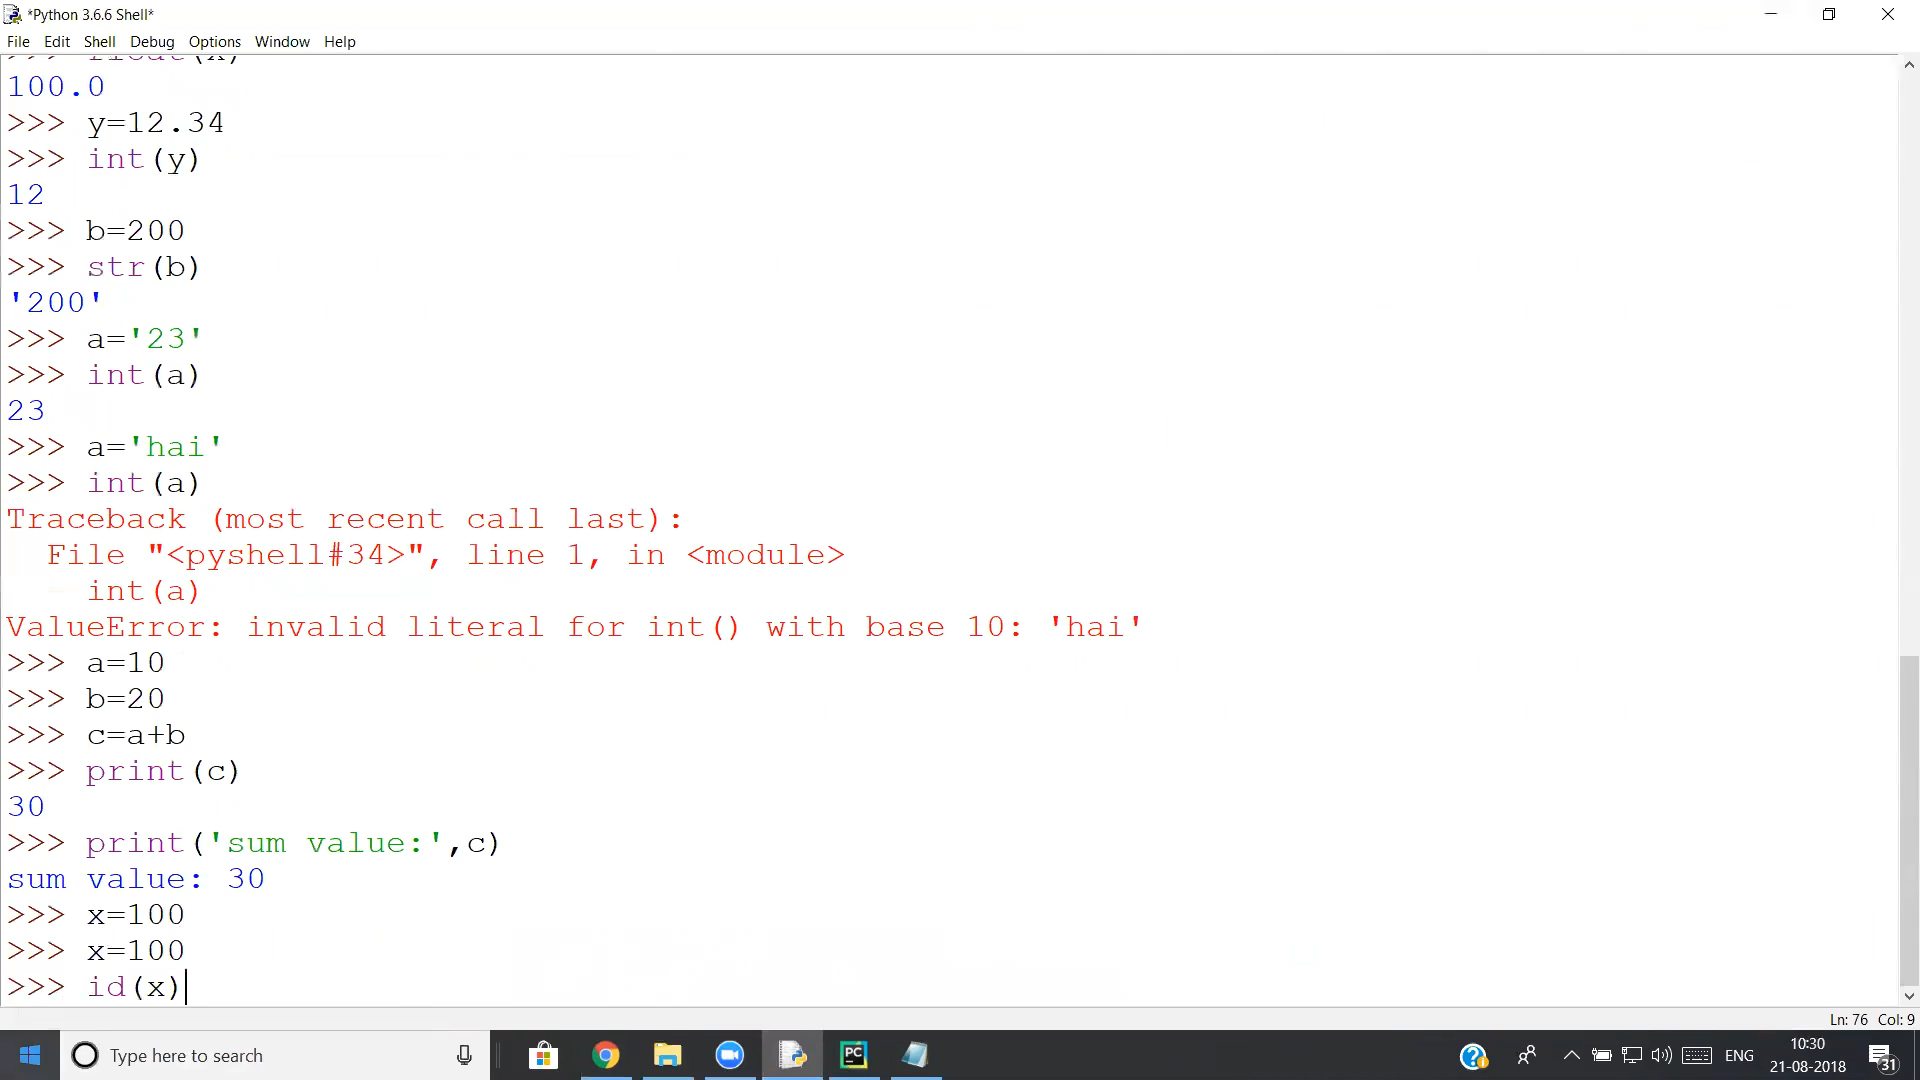 *Python 3.6.6 Shell*
File Edit Shell Debug Options Window Help
>>> float(x)
100.0
>>> y=12.34
>>> int(y)
12
>>> b=200
>>> str(b)
'200'
>>> a='23'
>>> int(a)
23
>>> a='hai'
>>> int(a)
Traceback (most recent call last):
  File "<pyshell#34>", line 1, in <module>
    int(a)
ValueError: invalid literal for int() with base 10: 'hai'
>>> a=10
>>> b=20
>>> c=a+b
>>> print(c)
30
>>> print('sum value:',c)
sum value: 30
>>> x=100
>>> x=100
>>> id(x)
Ln: 76 Col: 9
Type here to search
PC
ENG
10:30
21-08-2018
31